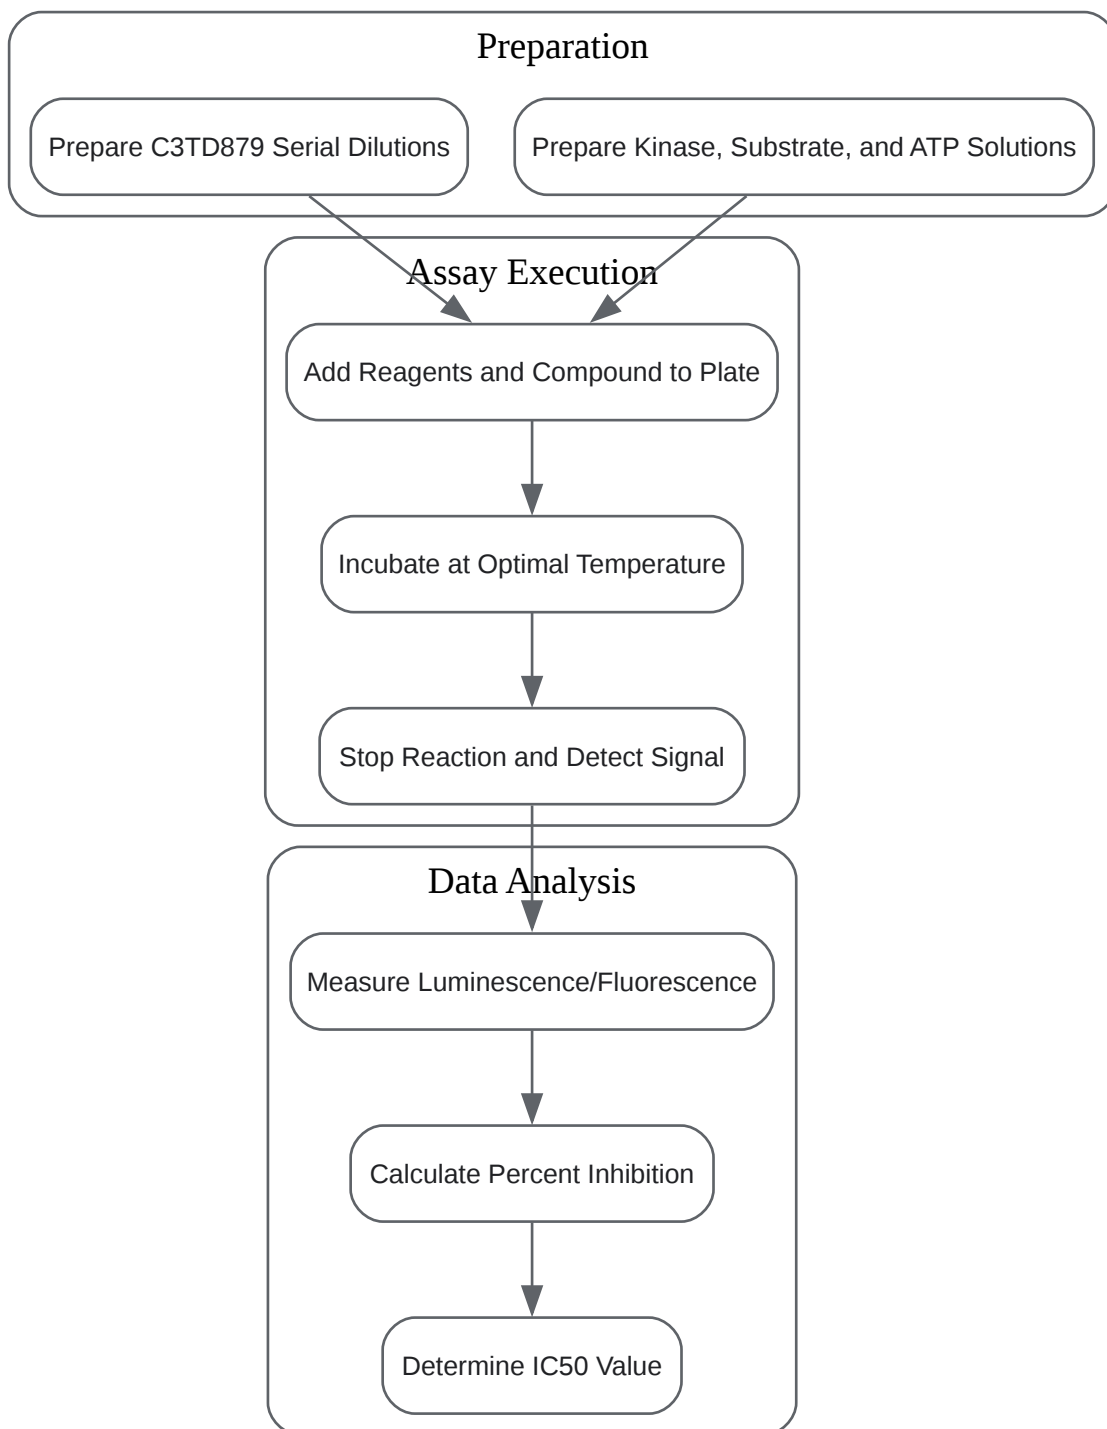 Preparation
Prepare C3TD879 Serial Dilutions
Prepare Kinase, Substrate, and ATP Solutions
Assay Execution
Add Reagents and Compound to Plate
Incubate at Optimal Temperature
Stop Reaction and Detect Signal
Data Analysis
Measure Luminescence/Fluorescence
Calculate Percent Inhibition
Determine IC50 Value